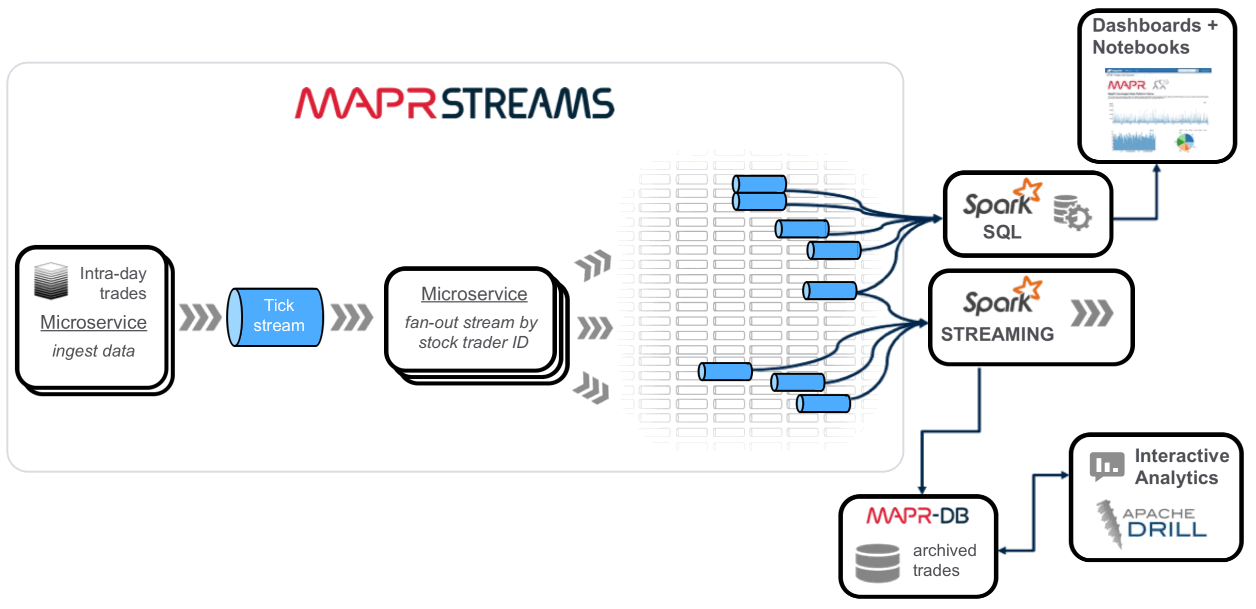 Dashboards +
Notebooks
MAPR
MAPR STREAMS
Spark
SQL
Intra-day
trades
Microservice
ingest data
Tick
stream
Microservice
fan-out stream by
stock trader ID
Spark
STREAMING
Interactive
Analytics
APACHE
DRILL
MAPR-DB
archived
trades